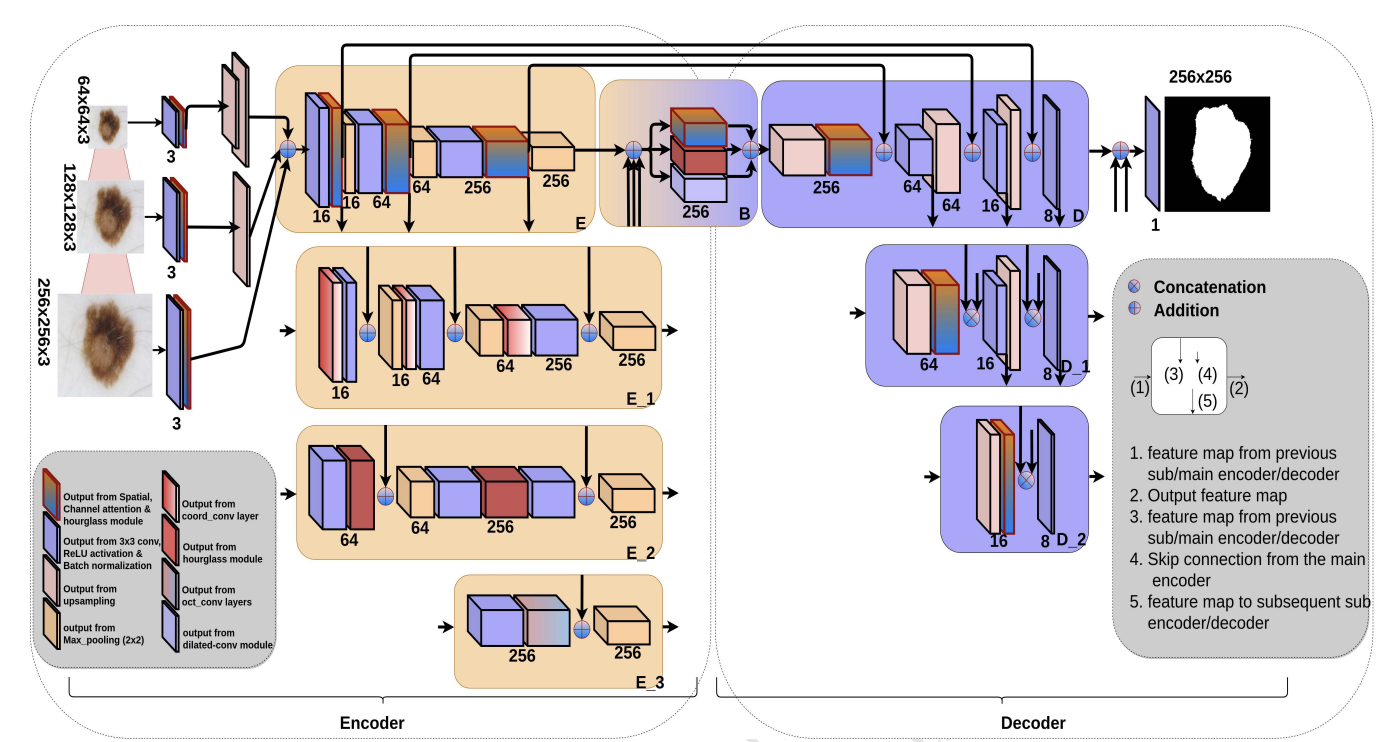 64x64x3
3
128x128x3
3
256x256x3
3
16
16
64
64
256
256
E
256
B
256
64
64
16
8
D
256x256
1
16
16
64
64
256
256
E_1
64
16
8
D_1
64
64
256
256
E_2
16
8
D_2
256
256
E_3
Output from Spatial,
Channel attention &
hourglass module
Output from 3x3 conv,
ReLU activation &
Batch normalization
Output from
upsampling
output from
Max_pooling (2x2)
Output from
coord_conv layer
Output from
hourglass module
Output from
oct_conv layers
output from
dilated-conv module
Concatenation
Addition
(1)
(3)
(4)
(2)
(5)
1. feature map from previous
sub/main encoder/decoder
2. Output feature map
3. feature map from previous
sub/main encoder/decoder
4. Skip connection from the main
encoder
5. feature map to subsequent sub
encoder/decoder
Encoder
Decoder